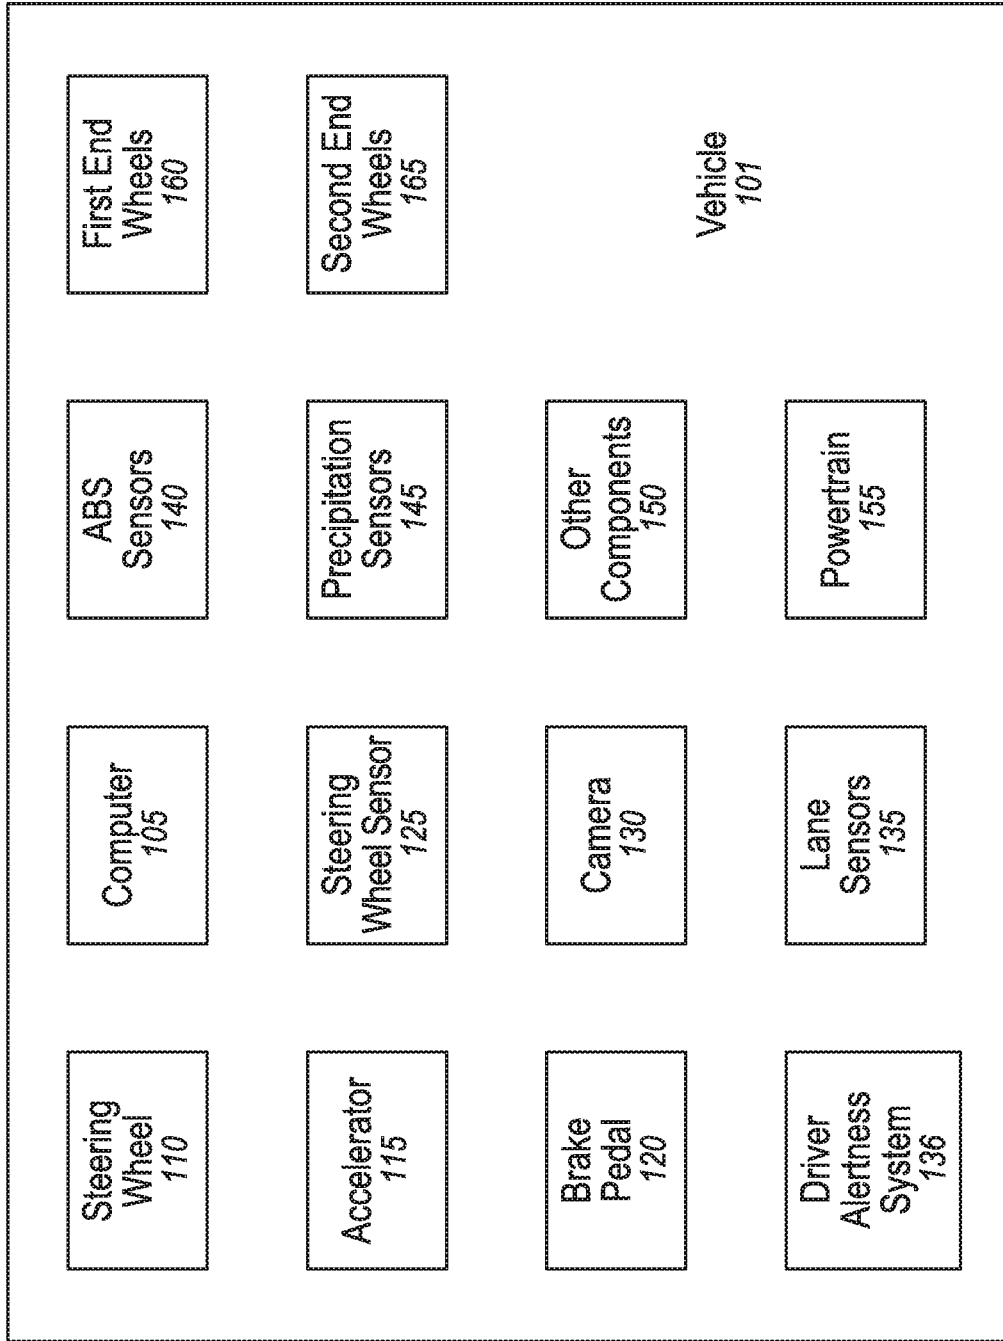 Steering
Wheel
110
Computer
105
ABS
Sensors
140
First End
Wheels
160
Accelerator
115
Steering
Wheel Sensor
125
Precipitation
Sensors
145
Second End
Wheels
165
Brake
Pedal
120
Camera
130
Other
Components
150
Vehicle
101
Driver
Alertness
System
136
Lane
Sensors
135
Powertrain
155